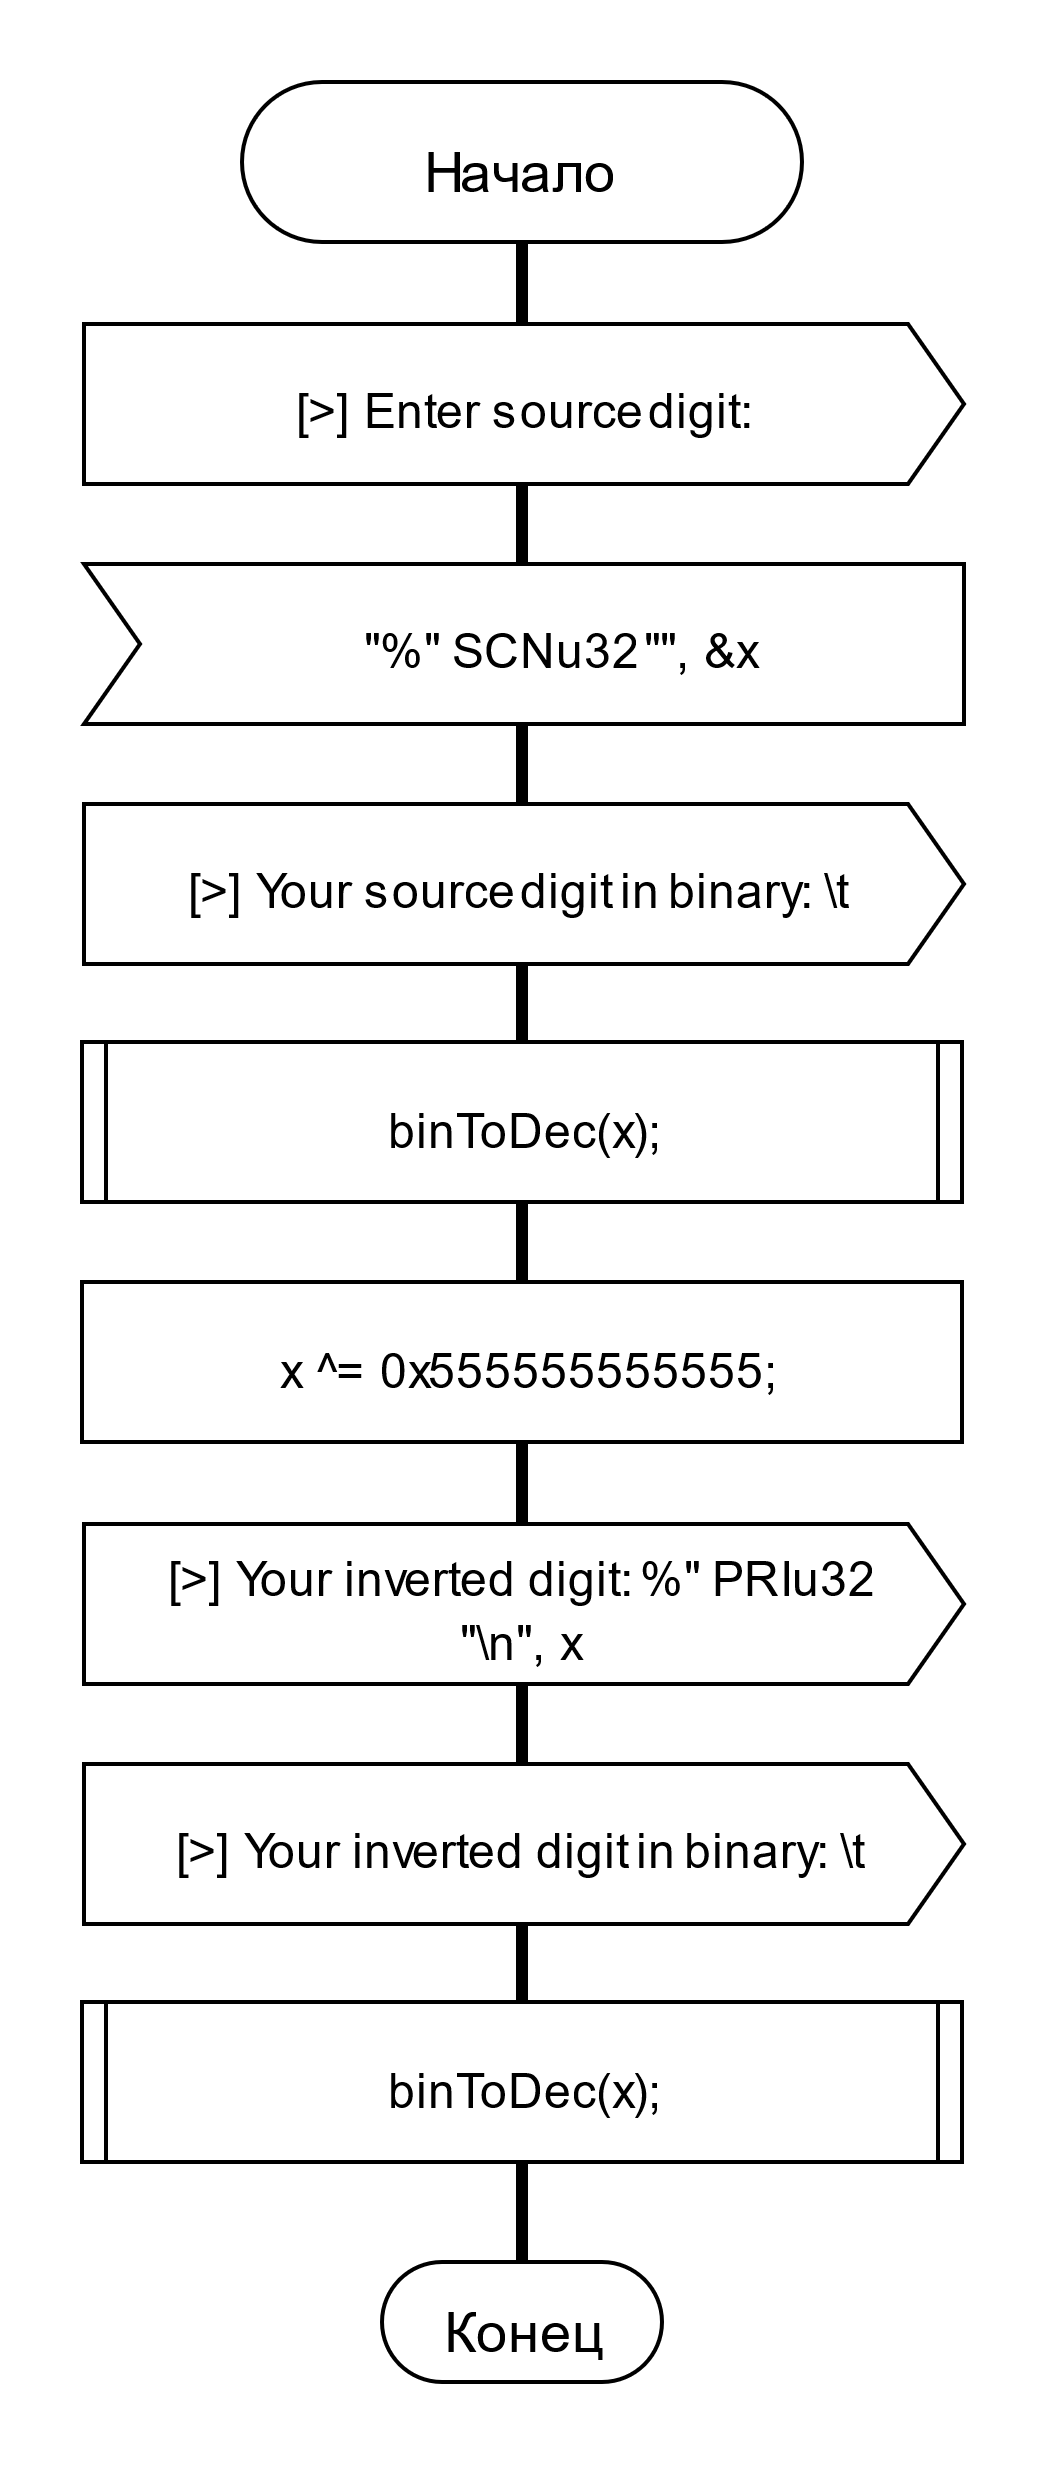 Начало
[>] Enter source digit:
"%" SCNu32 "", &x
[>] Your source digit in binary: \t
binToDec(x);
x ^= 0x555555555555;
[>] Your inverted digit: %" PRIu32
"\n", x
[>] Your inverted digit in binary: \t
binToDec(x);
Конец